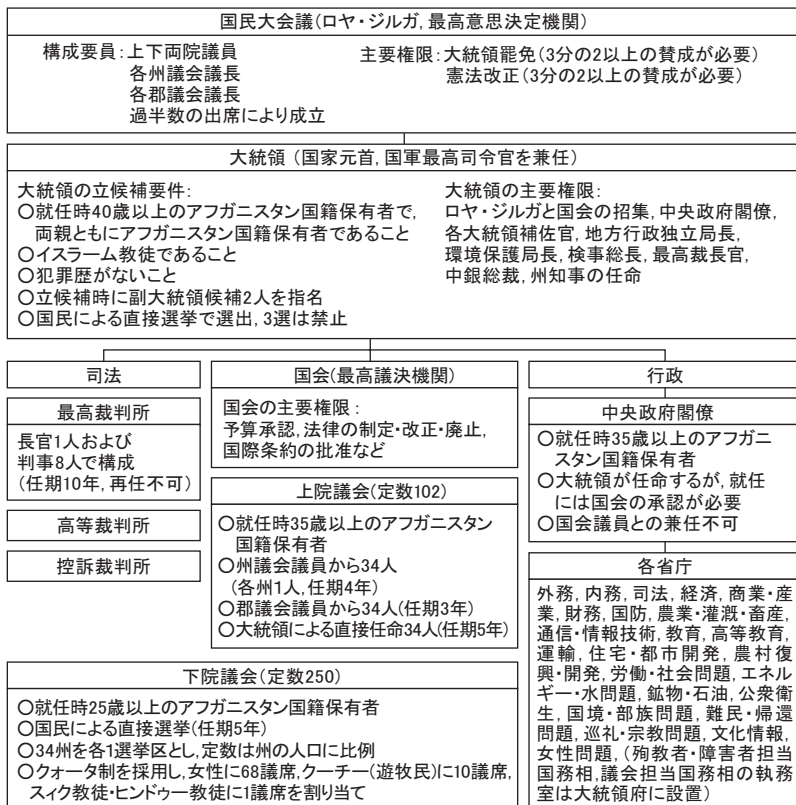 国民大会議(ロヤ・ジルガ, 最高意思決定機関)
構成要員:上下両院議員
各州議会議長
各郡議会議長
過半数の出席により成立
主要権限:大統領罷免(3分の2以上の賛成が必要)
憲法改正(3分の2以上の賛成が必要)
大統領 (国家元首, 国軍最高司令官を兼任)
大統領の立候補要件:
○就任時40歳以上のアフガニスタン国籍保有者で,
両親ともにアフガニスタン国籍保有者であること
○イスラーム教徒であること
○犯罪歴がないこと
○立候補時に副大統領候補2人を指名
○国民による直接選挙で選出, 3選は禁止
大統領の主要権限:
ロヤ・ジルガと国会の招集, 中央政府閣僚,
各大統領補佐官, 地方行政独立局長,
環境保護局長, 検事総長, 最高裁長官,
中銀総裁, 州知事の任命
司法
最高裁判所
長官1人および
判事8人で構成
(任期10年, 再任不可)
高等裁判所
控訴裁判所
国会(最高議決機関)
国会の主要権限:
予算承認, 法律の制定・改正・廃止,
国際条約の批准など
上院議会(定数102)
○就任時35歳以上のアフガニスタン
国籍保有者
○州議会議員から34人
(各州1人, 任期4年)
○郡議会議員から34人(任期3年)
○大統領による直接任命34人(任期5年)
下院議会(定数250)
○就任時25歳以上のアフガニスタン国籍保有者
○国民による直接選挙(任期5年)
○34州を各1選挙区とし, 定数は州の人口に比例
○クォータ制を採用し, 女性に68議席, クーチー(遊牧民)に10議席,
スィク教徒・ヒンドゥー教徒に1議席を割り当て
行政
中央政府閣僚
○就任時35歳以上のアフガニ
スタン国籍保有者
○大統領が任命するが, 就任
には国会の承認が必要
○国会議員との兼任不可
各省庁
外務, 内務, 司法, 経済, 商業・産
業, 財務, 国防, 農業・灌漑・畜産,
通信・情報技術, 教育, 高等教育,
運輸, 住宅・都市開発, 農村復
興・開発, 労働・社会問題, エネル
ギー・水問題, 鉱物・石油, 公衆衛
生, 国境・部族問題, 難民・帰還
問題, 巡礼・宗教問題, 文化情報,
女性問題, (殉教者・障害者担当
国務相, 議会担当国務相の執務
室は大統領府に設置)